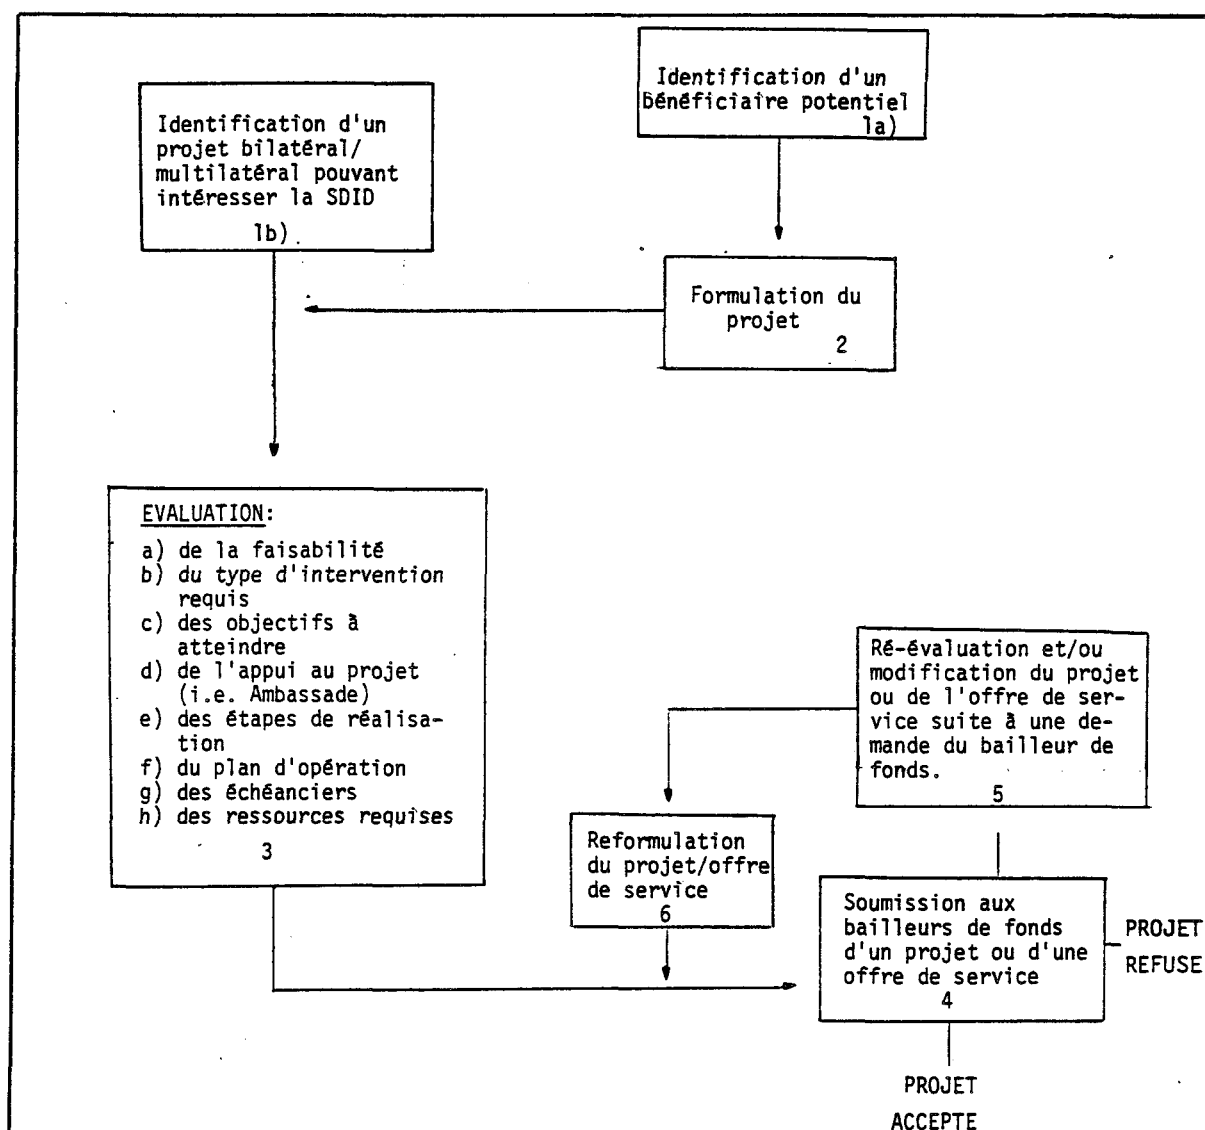 Identification d'un
bénéficiaire potentiel
1a)
Identification d'un
projet bilatéral/
multilatéral pouvant
intéresser la SDID
1b)
Formulation du
projet
2
EVALUATION:
a) de la faisabilité
b) du type d'intervention
requis
c) des objectifs à
atteindre
d) de l'appui au projet
(i.e. Ambassade)
e) des étapes de réalisa-
tion
f) du plan d'opération
g) des échéanciers
h) des ressources requises
3
Ré-évaluation et/ou
modification du projet
ou de l'offre de ser-
vice suite à une de-
mande du bailleur de
fonds.
5
Reformulation
du projet/offre
de service
6
Soumission aux
bailleurs de fonds
d'un projet ou d'une
offre de service
4
PROJET
REFUSE
PROJET
ACCEPTE